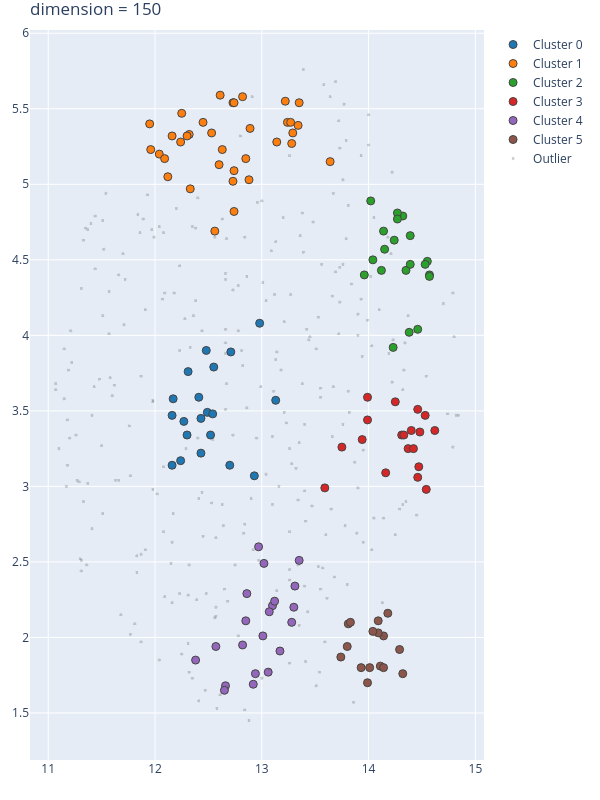 dimension = 150
6
5.5
5
4.5
4
3.5
3
2.5
2
1.5
11
12
13
14
15
Cluster 0
Cluster 1
Cluster 2
Cluster 3
Cluster 4
Cluster 5
Outlier